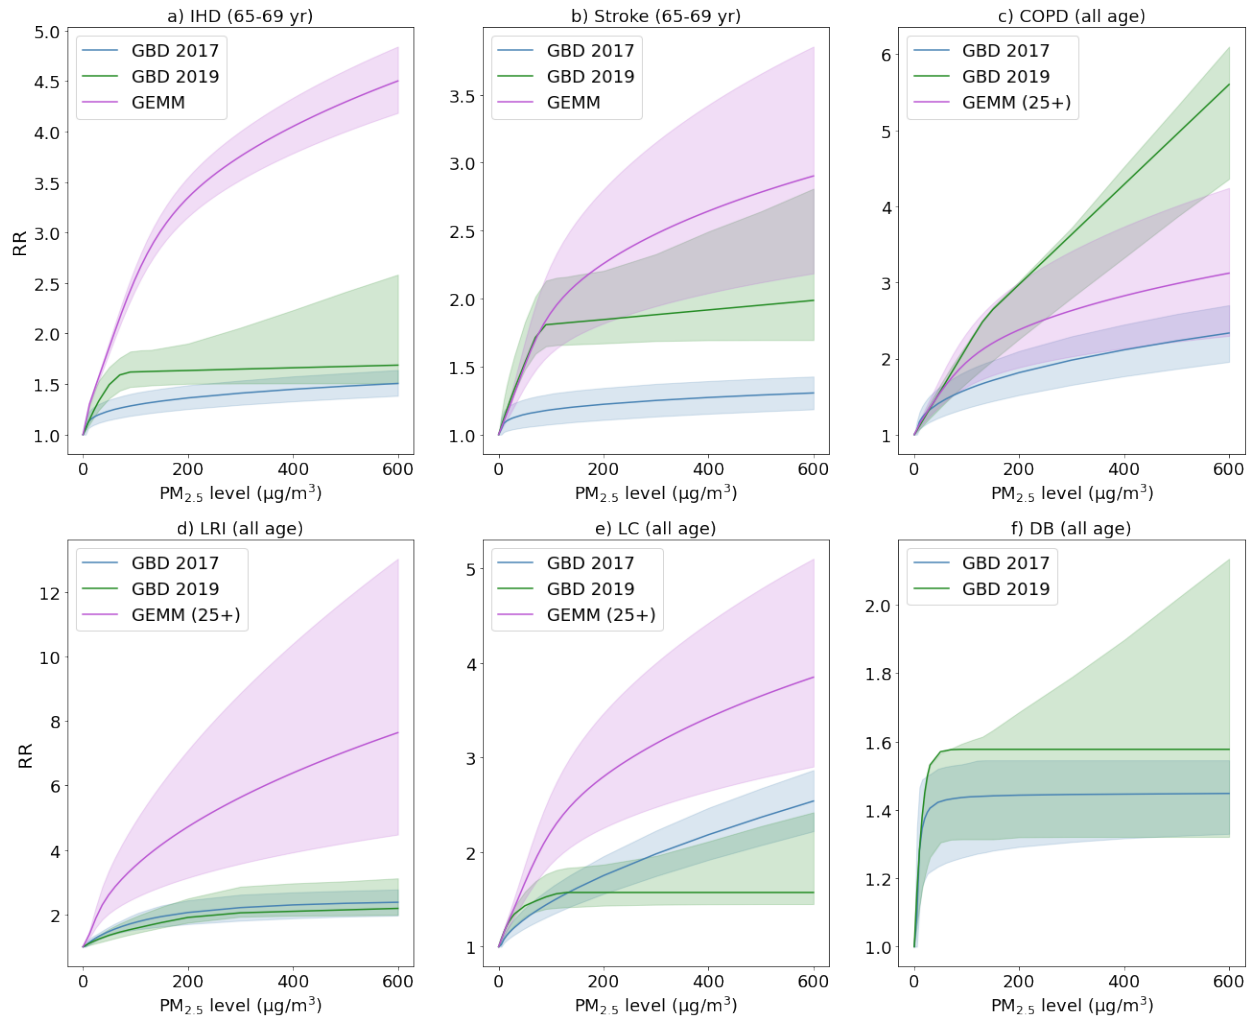 a) IHD (65-69 yr)
5.0
4.5
4.0
3.5
3.0
2.5
2.0
1.5
1.0
RR
GBD 2017
GBD 2019
GEMM
0 200 400 600
PM2.5 level (μg/m³)
b) Stroke (65-69 yr)
3.5
3.0
2.5
2.0
1.5
1.0
GBD 2017
GBD 2019
GEMM
0 200 400 600
PM2.5 level (μg/m³)
c) COPD (all age)
6
5
4
3
2
1
GBD 2017
GBD 2019
GEMM (25+)
0 200 400 600
PM2.5 level (μg/m³)
d) LRI (all age)
12
10
8
6
4
2
RR
GBD 2017
GBD 2019
GEMM (25+)
0 200 400 600
PM2.5 level (μg/m³)
e) LC (all age)
5
4
3
2
1
GBD 2017
GBD 2019
GEMM (25+)
0 200 400 600
PM2.5 level (μg/m³)
f) DB (all age)
2.0
1.8
1.6
1.4
1.2
1.0
GBD 2017
GBD 2019
0 200 400 600
PM2.5 level (μg/m³)